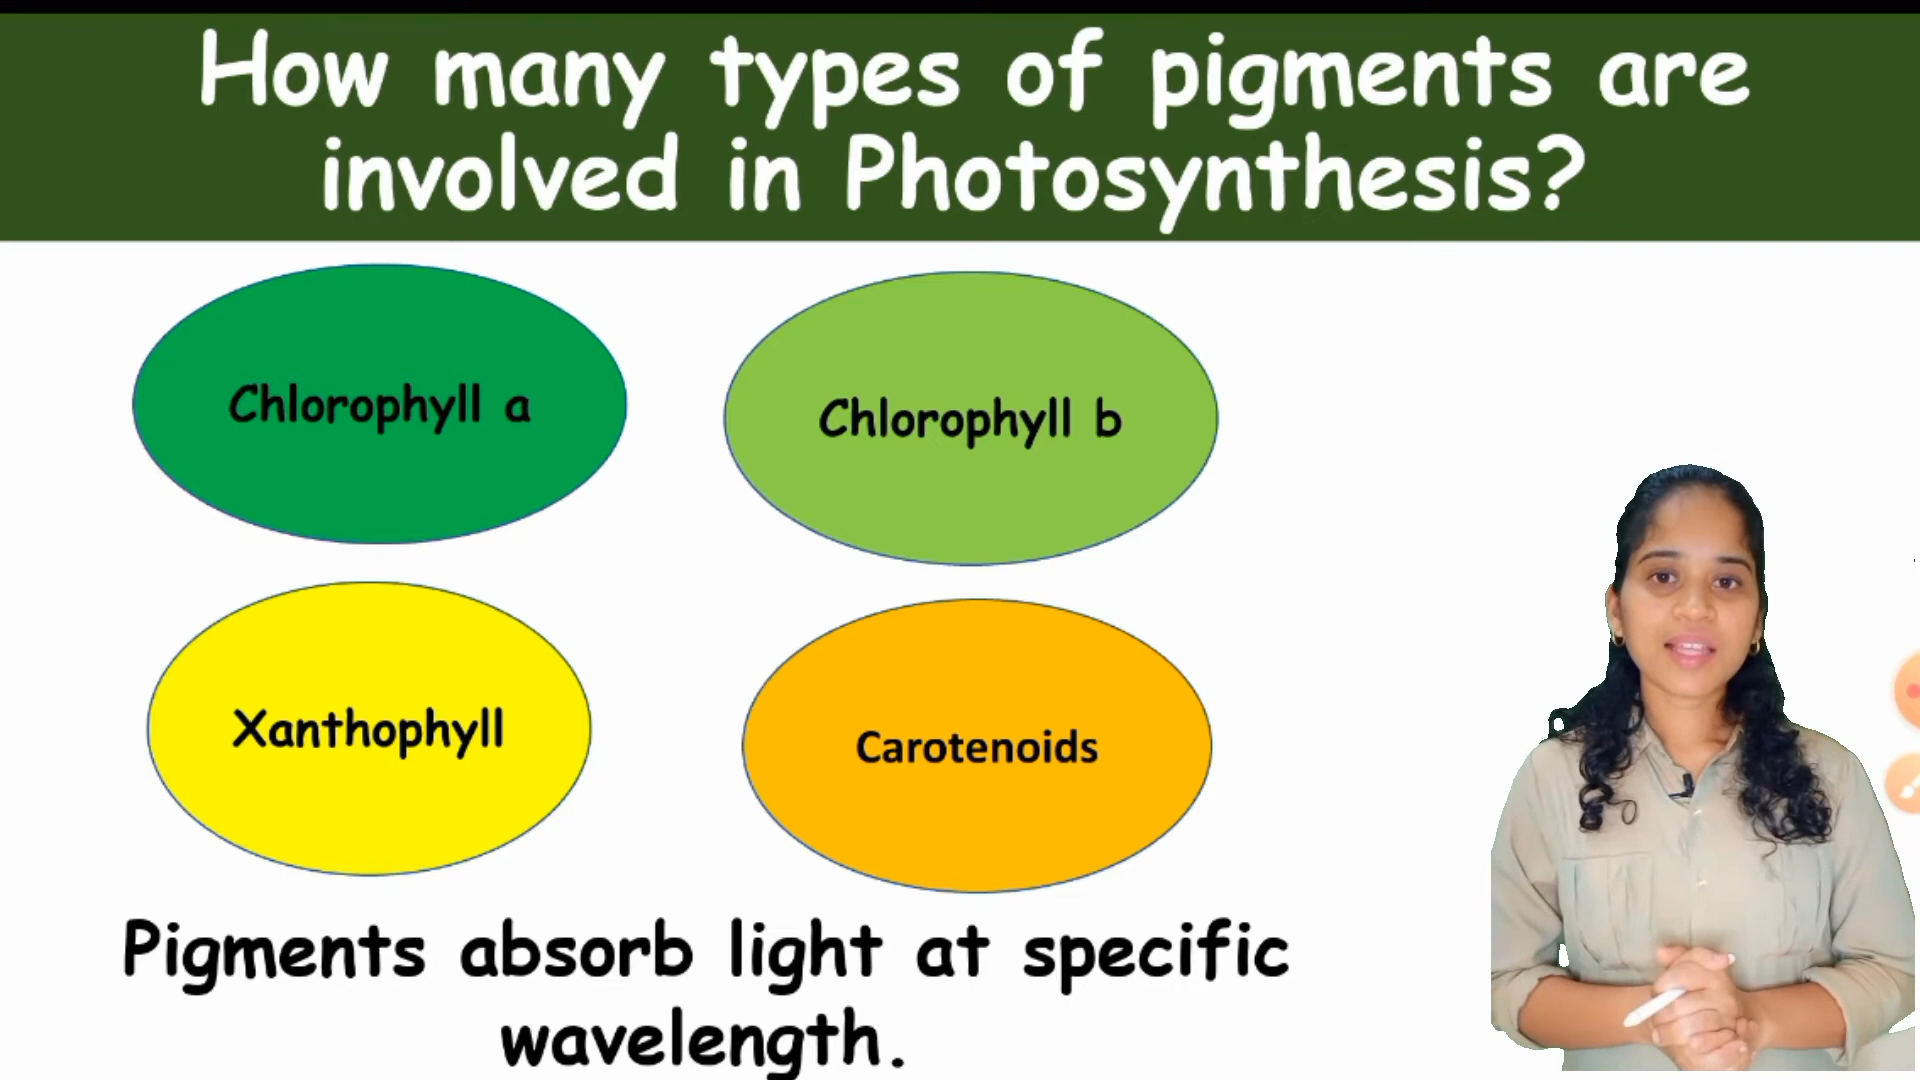 How many types of pigments are
involved in Photosynthesis?
Chlorophyll a
Chlorophyll b
Xanthophyll
Carotenoids
Pigments absorb light at specific
wavelength.